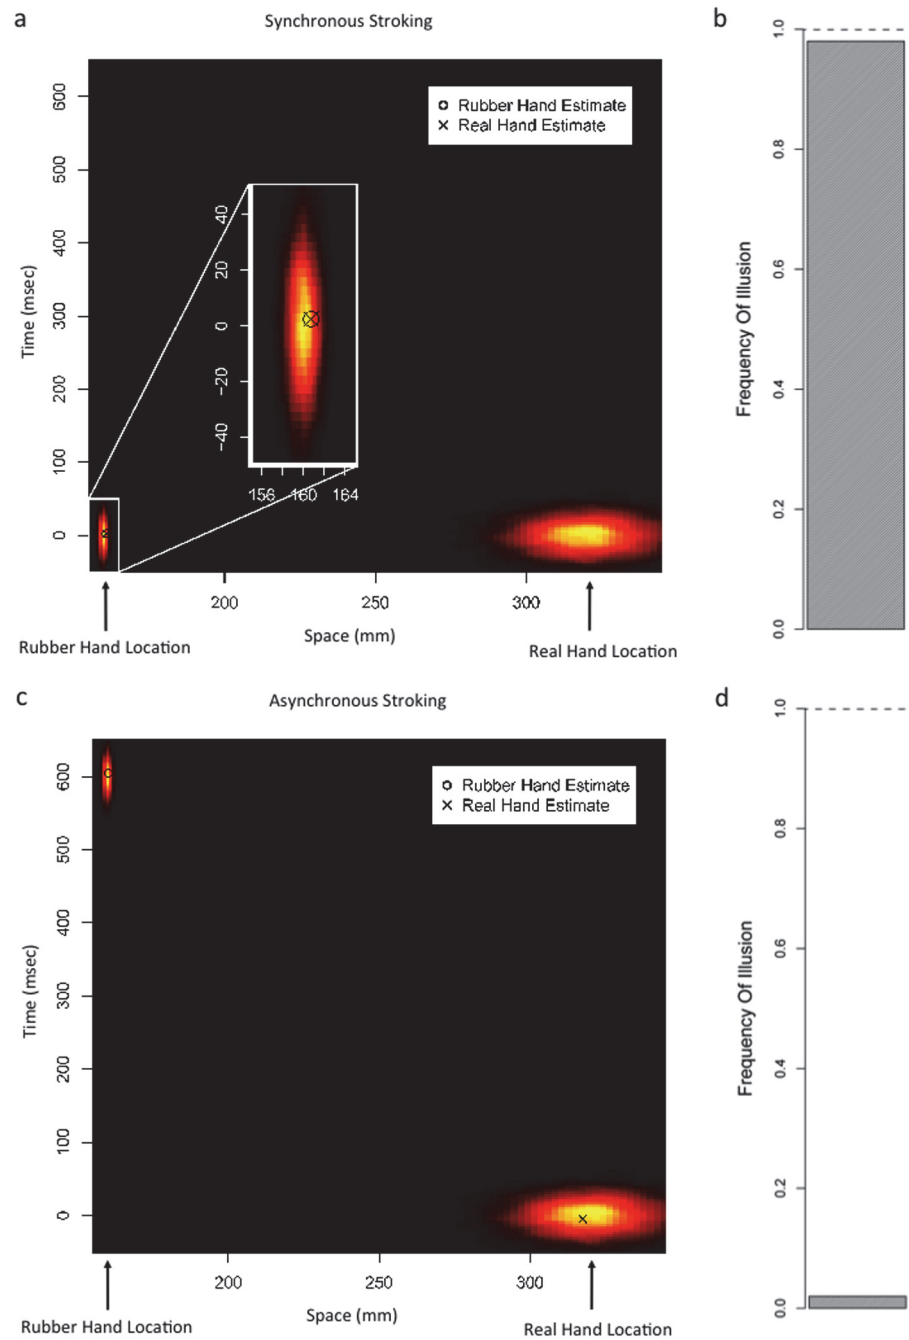 a
Synchronous Stroking
Rubber Hand Estimate
Real Hand Estimate
Time (msec)
600
500
400
300
200
100
0
40
20
0
−20
−40
156 160 164
200 250 300
Space (mm)
Rubber Hand Location
Real Hand Location
b
Frequency Of Illusion
1.0
0.8
0.6
0.4
0.2
0.0
c
Asynchronous Stroking
Rubber Hand Estimate
Real Hand Estimate
Time (msec)
600
500
400
300
200
100
0
200 250 300
Space (mm)
Rubber Hand Location
Real Hand Location
d
Frequency Of Illusion
1.0
0.8
0.6
0.4
0.2
0.0